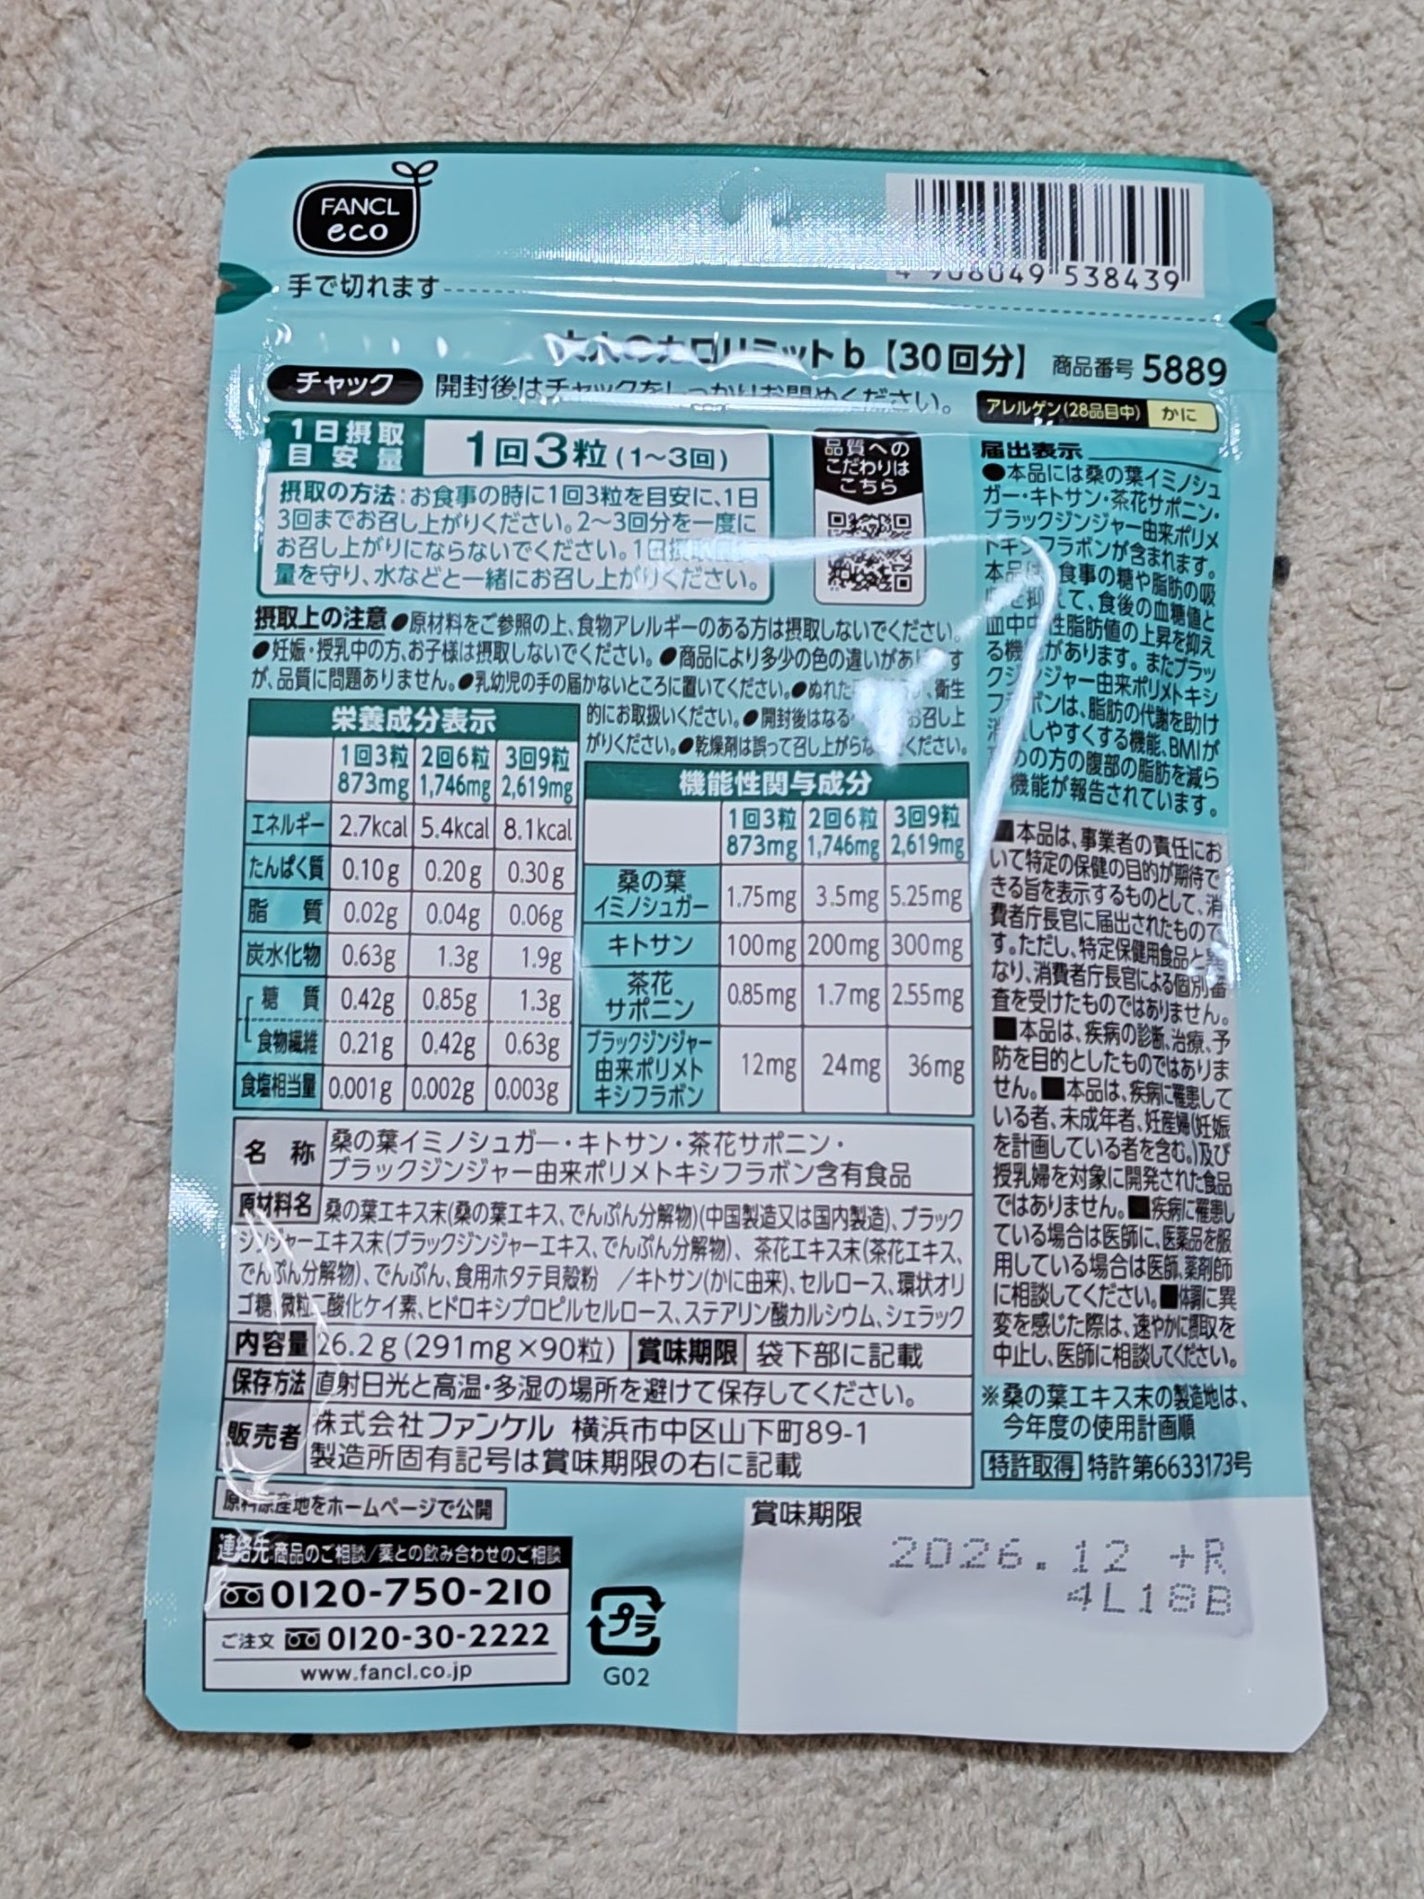 FANCL
eco
手で切れます
538439
大人のカロリミットb【30回分】 商品番号 5889
チャック 開封後はチャックをしっかりお閉めください。
アレルゲン(28品目中) かに
1日摂取
目安量
1回3粒(1~3回)
摂取の方法:お食事の時に1回3粒を目安に、1日
3回までお召し上がりください。2~3回分を一度に
お召し上がりにならないでください。1日摂取
量を守り、水などと一緒にお召し上がりください。
品質への
こだわりは
こちら
摂取上の注意 ●原材料をご参照の上、食物アレルギーのある方は摂取しないでください。
●妊娠・授乳中の方、お子様は摂取しないでください。●商品により多少の色の違いがあります
が、品質に問題ありません。●乳幼児の手の届かないところに置いてください。●ぬれた 衛生
的にお取扱いください。●開封後はなる お召し上
がりください。●乾燥剤は誤って召し上がらないでください。
栄養成分表示
1回3粒 2回6粒 3回9粒
873mg 1,746mg 2,619mg
エネルギー 2.7kcal 5.4kcal 8.1kcal
たんぱく質 0.10g 0.20g 0.30g
脂質 0.02g 0.04g 0.06g
炭水化物 0.63g 1.3g 1.9g
糖質 0.42g 0.85g 1.3g
食物繊維 0.21g 0.42g 0.63g
食塩相当量 0.001g 0.002g 0.003g
機能性関与成分
1回3粒 2回6粒 3回9粒
873mg 1,746mg 2,619mg
桑の葉
イミノシュガー 1.75mg 3.5mg 5.25mg
キトサン 100mg 200mg 300mg
茶花
サポニン 0.85mg 1.7mg 2.55mg
ブラックジンジャー
由来ポリメト
キシフラボン 12mg 24mg 36mg
届出表示
●本品には桑の葉イミノシュ
ガー・キトサン・茶花サポニン・
ブラックジンジャー由来ポリメ
トキシフラボンが含まれます。
本品は、食事の糖や脂肪の吸
収を抑えて、食後の血糖値と
血中中性脂肪値の上昇を抑え
る機能があります。またブラッ
クジンジャー由来ポリメトキシ
フラボンは、脂肪の代謝を助け
消費しやすくする機能、BMIが
高めの方の腹部の脂肪を減ら
す機能が報告されています。
■本品は、事業者の責任にお
いて特定の保健の目的が期待で
きる旨を表示するものとして、消
費者庁長官に届出されたもので
す。ただし、特定保健用食品と異
なり、消費者庁長官による個別審
査を受けたものではありません。
■本品は、疾病の診断、治療、予
防を目的としたものではありま
せん。■本品は、疾病に罹患して
いる者、未成年者、妊産婦(妊娠
を計画している者を含む。)及び
授乳婦を対象に開発された食品
ではありません。■疾病に罹患し
ている場合は医師に、医薬品を服
用している場合は医師、薬剤師
に相談してください。■体調に異
変を感じた際は、速やかに摂取を
中止し、医師に相談してください。
※桑の葉エキス末の製造地は、
今年度の使用計画順
特許取得 特許第6633173号
名称 桑の葉イミノシュガー・キトサン・茶花サポニン・
ブラックジンジャー由来ポリメトキシフラボン含有食品
原材料名 桑の葉エキス末(桑の葉エキス、でんぷん分解物)(中国製造又は国内製造)、ブラック
ジンジャーエキス末(ブラックジンジャーエキス、でんぷん分解物)、茶花エキス末(茶花エキス、
でんぷん分解物)、でんぷん、食用ホタテ貝殻粉 /キトサン(かに由来)、セルロース、環状オリ
ゴ糖、微粒二酸化ケイ素、ヒドロキシプロピルセルロース、ステアリン酸カルシウム、シェラック
内容量 26.2g(291mg×90粒) 賞味期限 袋下部に記載
保存方法 直射日光と高温・多湿の場所を避けて保存してください。
販売者 株式会社ファンケル 横浜市中区山下町89-1
製造所固有記号は賞味期限の右に記載
原料原産地をホームページで公開
連絡先:商品のご相談/薬との飲み合わせのご相談
0120-750-210
ご注文 0120-30-2222
www.fancl.co.jp
プラ
G02
賞味期限
2026.12 +R
4L18B